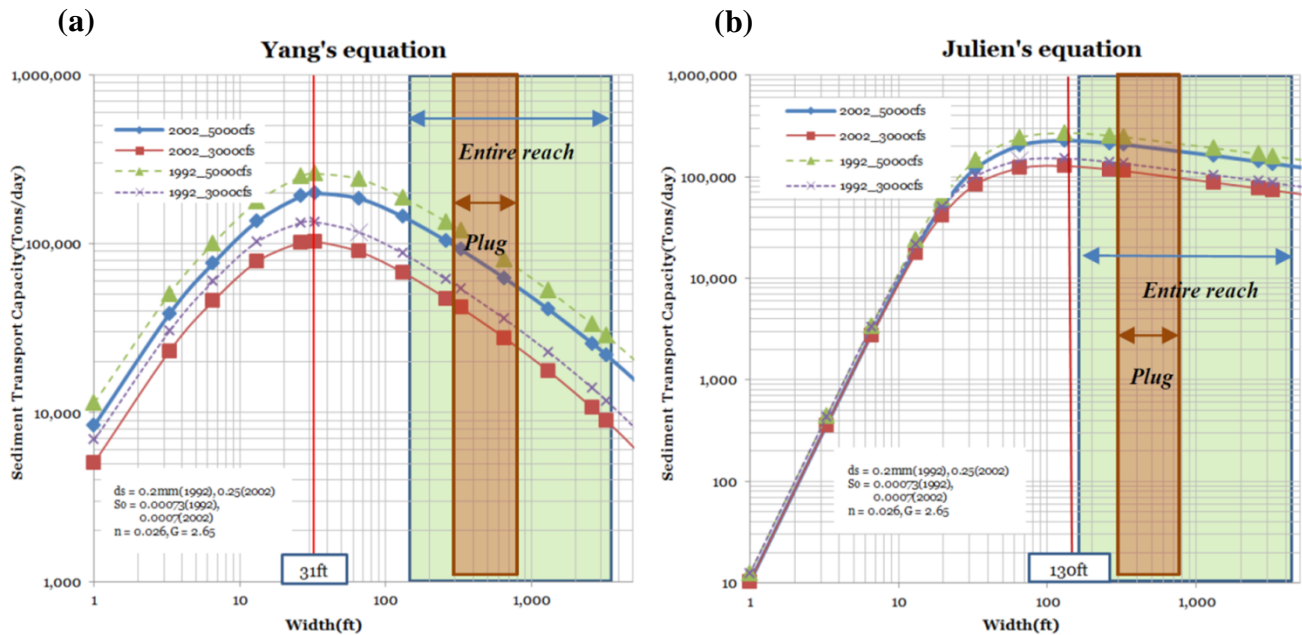 (a)
Yang's equation
Sediment Transport Capacity(Tons/day)
1,000,000
100,000
10,000
1,000
2002_5000cfs
2002_3000cfs
1992_5000cfs
1992_3000cfs
Entire reach
Plug
ds = 0.2mm(1992), 0.25(2002)
So = 0.00073(1992),
0.0007(2002)
n = 0.026, G = 2.65
31ft
1
10
100
1,000
Width(ft)
(b)
Julien's equation
Sediment Transport Capacity(Tons/day)
1,000,000
100,000
10,000
1,000
100
10
2002_5000cfs
2002_3000cfs
1992_5000cfs
1992_3000cfs
Entire reach
Plug
ds = 0.2mm(1992), 0.25(2002)
So = 0.00073(1992),
0.0007(2002)
n = 0.026, G = 2.65
130ft
1
10
100
1,000
Width(ft)